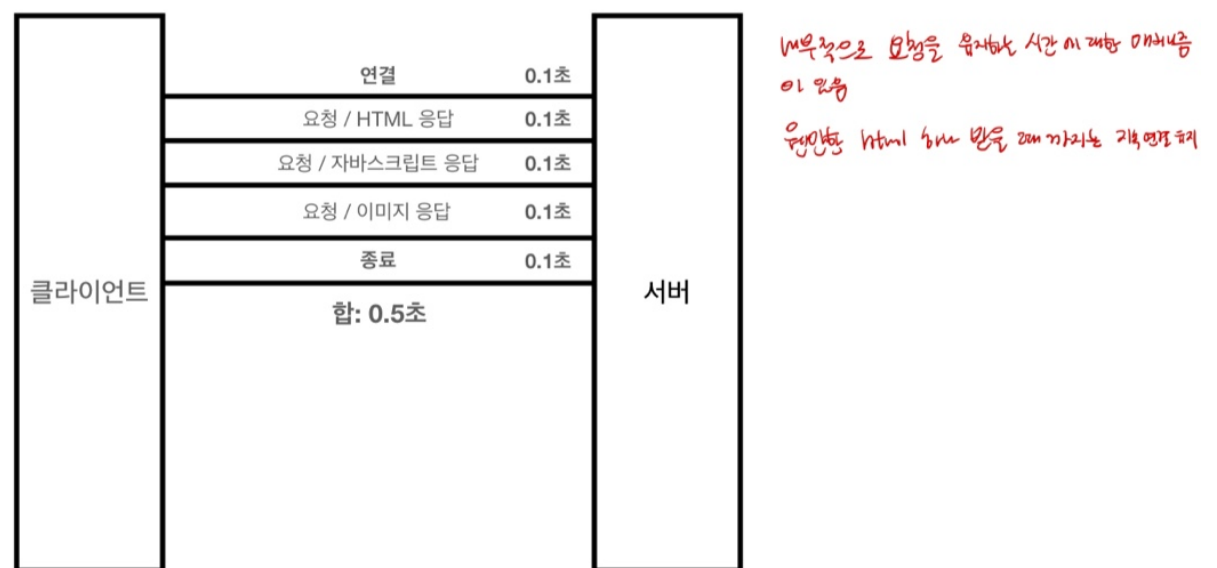 연결 0.1초
요청 / HTML 응답 0.1초
요청 / 자바스크립트 응답 0.1초
요청 / 이미지 응답 0.1초
종료 0.1초
클라이언트
합: 0.5초
서버
내부적으로 요청을 유지하는 시간에 대한 매커니즘
이 있음
웬만한 html 하나 받을 때 까지는 지속연결 유지